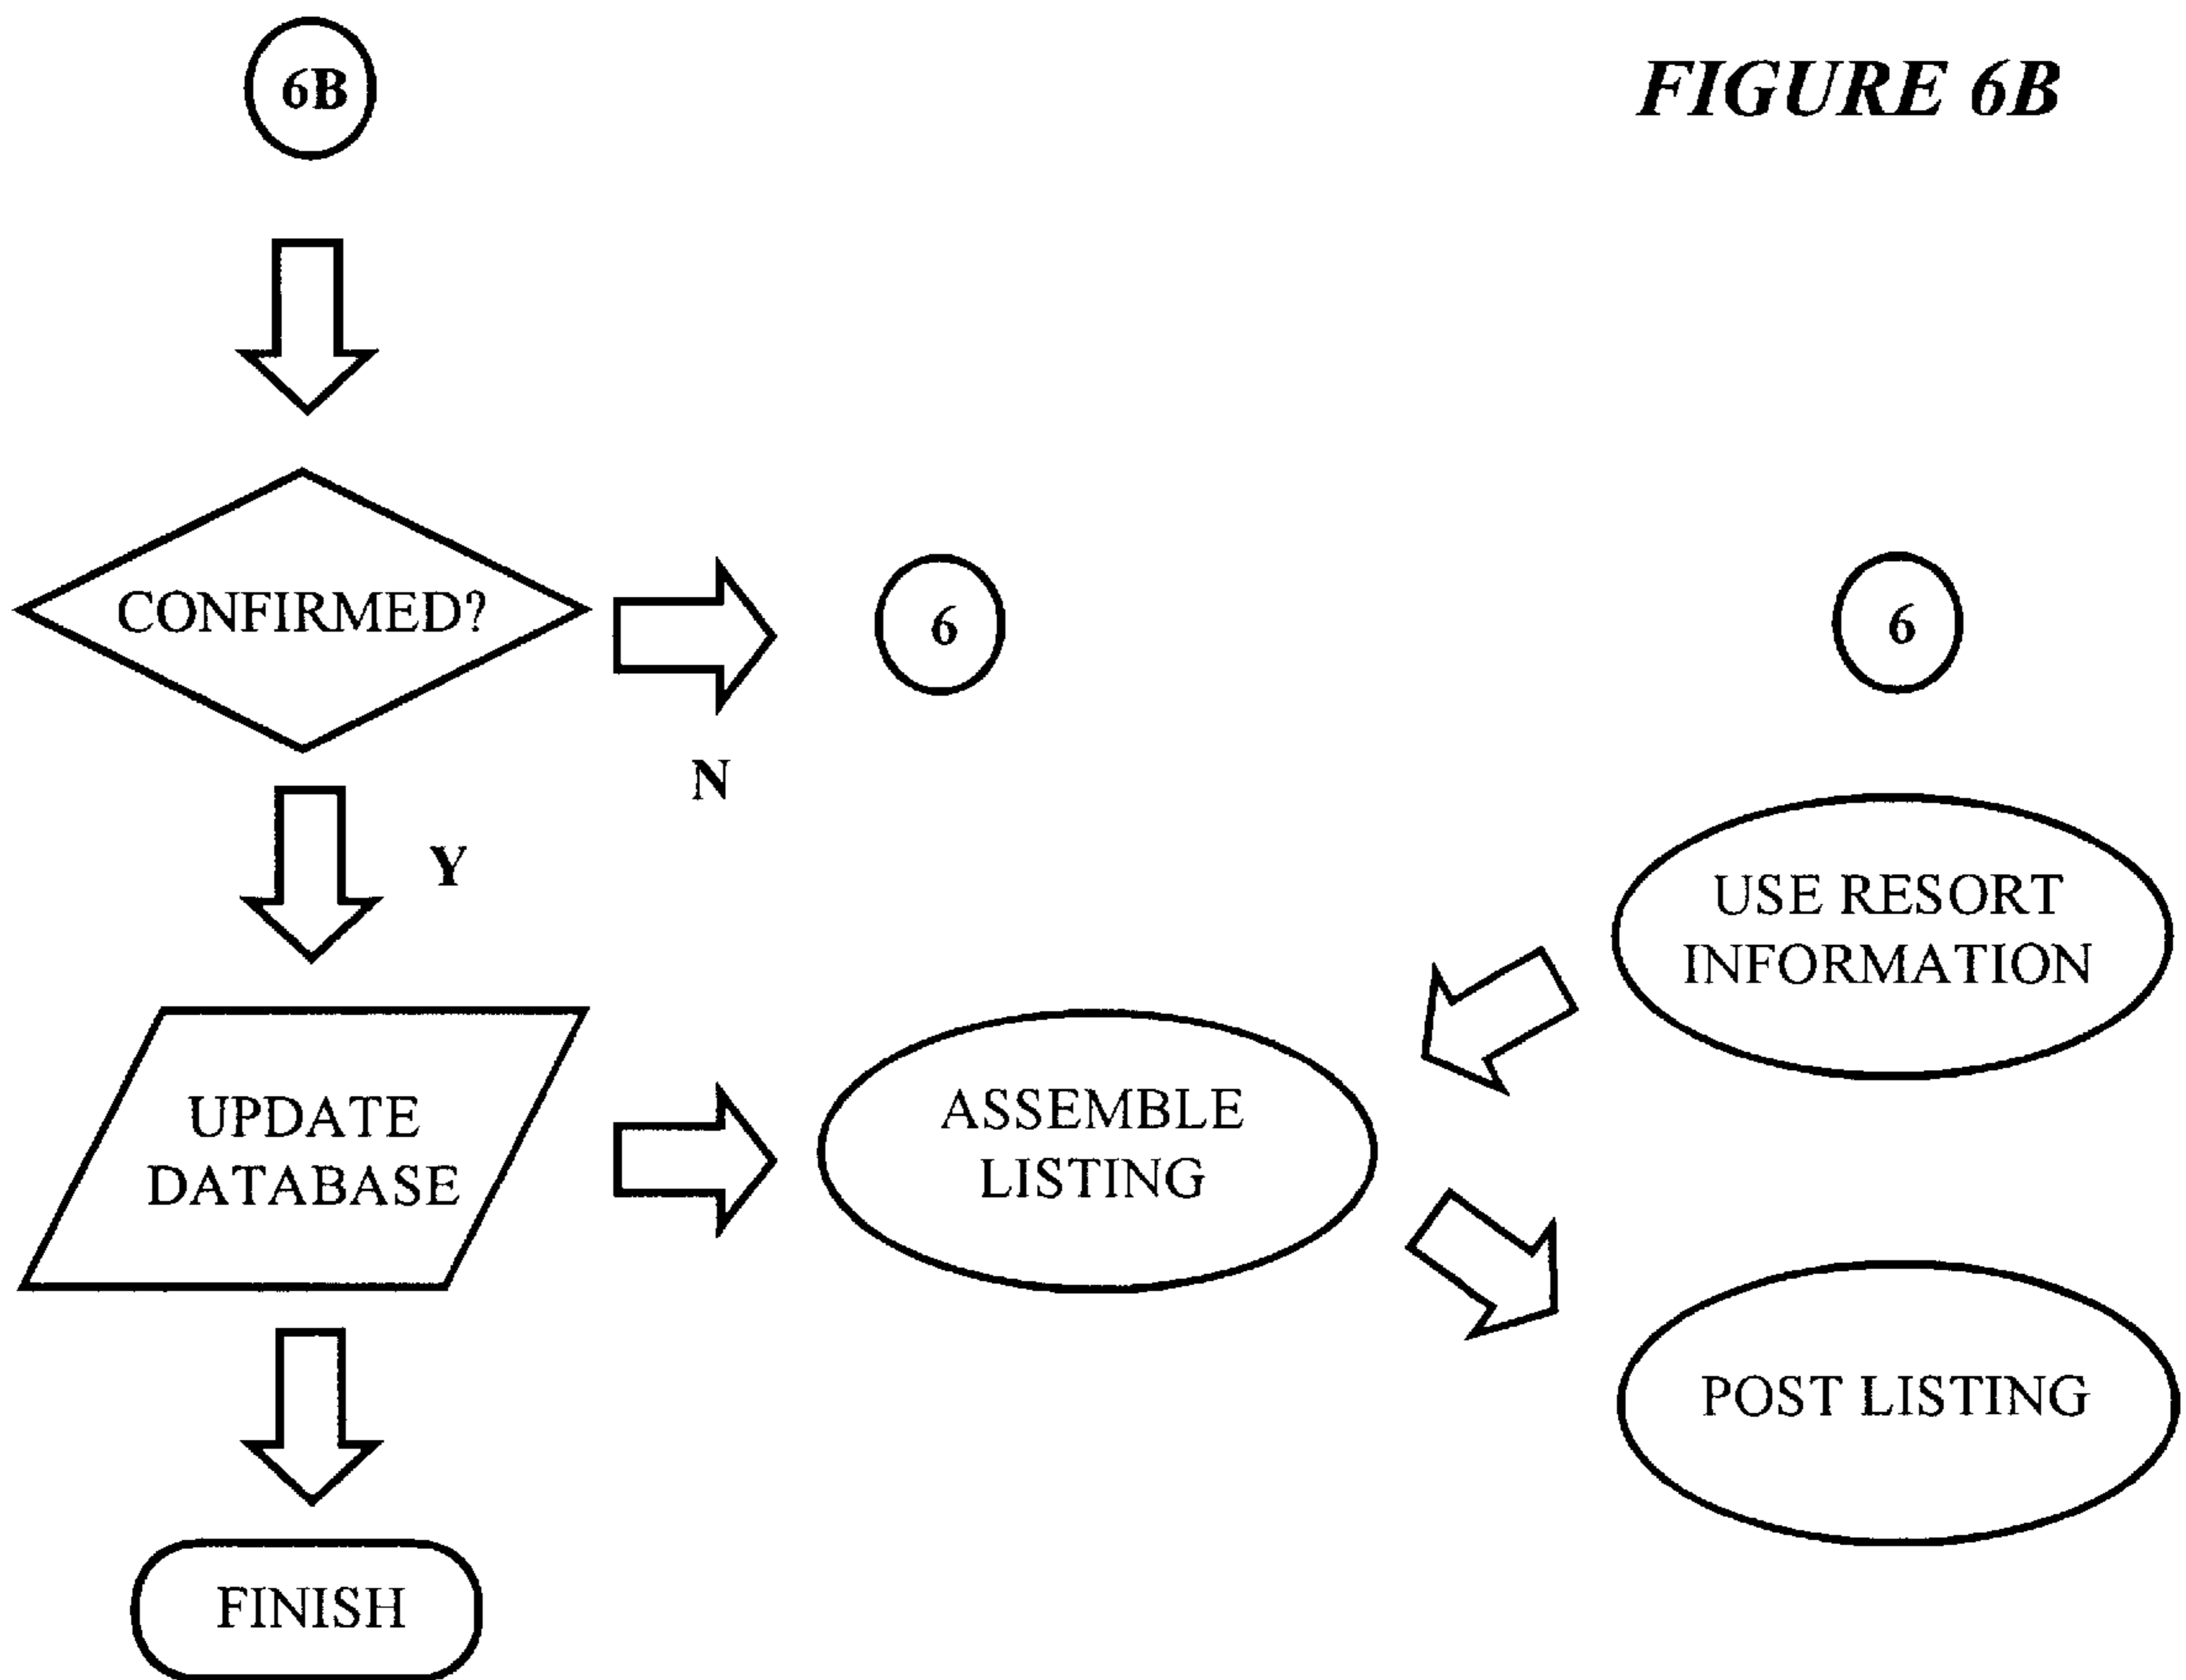 6B
FIGURE 6B
CONFIRMED?
6
6
N
Y
USE RESORT
INFORMATION
UPDATE
DATABASE
ASSEMBLE
LISTING
POST LISTING
FINISH